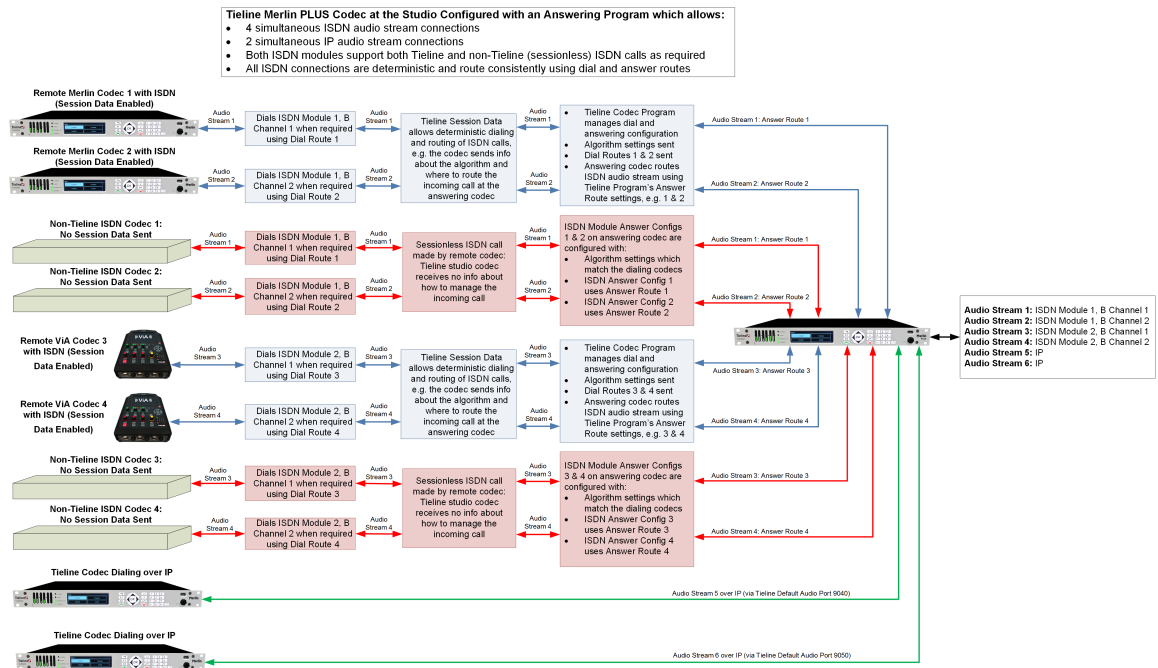 Tieline Merlin PLUS Codec at the Studio Configured with an Answering Program which allows:
• 4 simultaneous ISDN audio stream connections
• 2 simultaneous IP audio stream connections
• Both ISDN modules support both Tieline and non-Tieline (sessionless) ISDN calls as required
• All ISDN connections are deterministic and route consistently using dial and answer routes
Remote Merlin Codec 1 with ISDN
(Session Data Enabled)
Audio
Stream 1
Dials ISDN Module 1, B
Channel 1 when required
using Dial Route 1
Audio
Stream 1
Remote Merlin Codec 2 with ISDN
(Session Data Enabled)
Audio
Stream 2
Dials ISDN Module 1, B
Channel 2 when required
using Dial Route 2
Audio
Stream 2
Tieline Session Data
allows deterministic dialing
and routing of ISDN calls,
e.g. the codec sends info
about the algorithm and
where to route the
incoming call at the
answering codec
Audio
Stream 1
Audio
Stream 2
• Tieline Codec Program
manages dial and
answering configuration
• Algorithm settings sent
• Dial Routes 1 & 2 sent
• Answering codec routes
ISDN audio stream using
Tieline Program's Answer
Route settings, e.g. 1 & 2
Audio Stream 1: Answer Route 1
Audio Stream 2: Answer Route 2
Non-Tieline ISDN Codec 1:
No Session Data Sent
Audio
Stream 1
Dials ISDN Module 1, B
Channel 1 when required
using Dial Route 1
Audio
Stream 1
Non-Tieline ISDN Codec 2:
No Session Data Sent
Audio
Stream 2
Dials ISDN Module 1, B
Channel 2 when required
using Dial Route 2
Audio
Stream 2
Sessionless ISDN call
made by remote codec:
Tieline studio codec
receives no info about
how to manage the
incoming call
Audio
Stream 1
Audio
Stream 2
ISDN Module Answer Configs
1 & 2 on answering codec are
configured with:
• Algorithm settings which
match the dialing codecs
• ISDN Answer Config 1
uses Answer Route 1
• ISDN Answer Config 2
uses Answer Route 2
Audio Stream 1: Answer Route 1
Audio Stream 2: Answer Route 2
Audio Stream 1: ISDN Module 1, B Channel 1
Audio Stream 2: ISDN Module 1, B Channel 2
Audio Stream 3: ISDN Module 2, B Channel 1
Audio Stream 4: ISDN Module 2, B Channel 2
Audio Stream 5: IP
Audio Stream 6: IP
Remote ViA Codec 3
with ISDN (Session
Data Enabled)
ViA
Audio
Stream 3
Dials ISDN Module 2, B
Channel 1 when required
using Dial Route 3
Audio
Stream 3
Remote ViA Codec 4
with ISDN (Session
Data Enabled)
ViA
Audio
Stream 4
Dials ISDN Module 2, B
Channel 2 when required
using Dial Route 4
Audio
Stream 4
Tieline Session Data
allows deterministic dialing
and routing of ISDN calls,
e.g. the codec sends info
about the algorithm and
where to route the
incoming call at the
answering codec
Audio
Stream 3
Audio
Stream 4
• Tieline Codec Program
manages dial and
answering configuration
• Algorithm settings sent
• Dial Routes 3 & 4 sent
• Answering codec routes
ISDN audio stream using
Tieline Program's Answer
Route settings, e.g. 3 & 4
Audio Stream 3: Answer Route 3
Audio Stream 4: Answer Route 4
Non-Tieline ISDN Codec 3:
No Session Data Sent
Audio
Stream 3
Dials ISDN Module 2, B
Channel 1 when required
using Dial Route 3
Audio
Stream 3
Non-Tieline ISDN Codec 4:
No Session Data Sent
Audio
Stream 4
Dials ISDN Module 2, B
Channel 2 when required
using Dial Route 4
Audio
Stream 4
Sessionless ISDN call
made by remote codec:
Tieline studio codec
receives no info about
how to manage the
incoming call
Audio
Stream 3
Audio
Stream 4
ISDN Module Answer Configs
3 & 4 on answering codec are
configured with:
• Algorithm settings which
match the dialing codecs
• ISDN Answer Config 3
uses Answer Route 3
• ISDN Answer Config 4
uses Answer Route 4
Audio Stream 3: Answer Route 3
Audio Stream 4: Answer Route 4
Tieline Codec Dialing over IP
Audio Stream 5 over IP (via Tieline Default Audio Port 9040)
Tieline Codec Dialing over IP
Audio Stream 6 over IP (via Tieline Default Audio Port 9050)